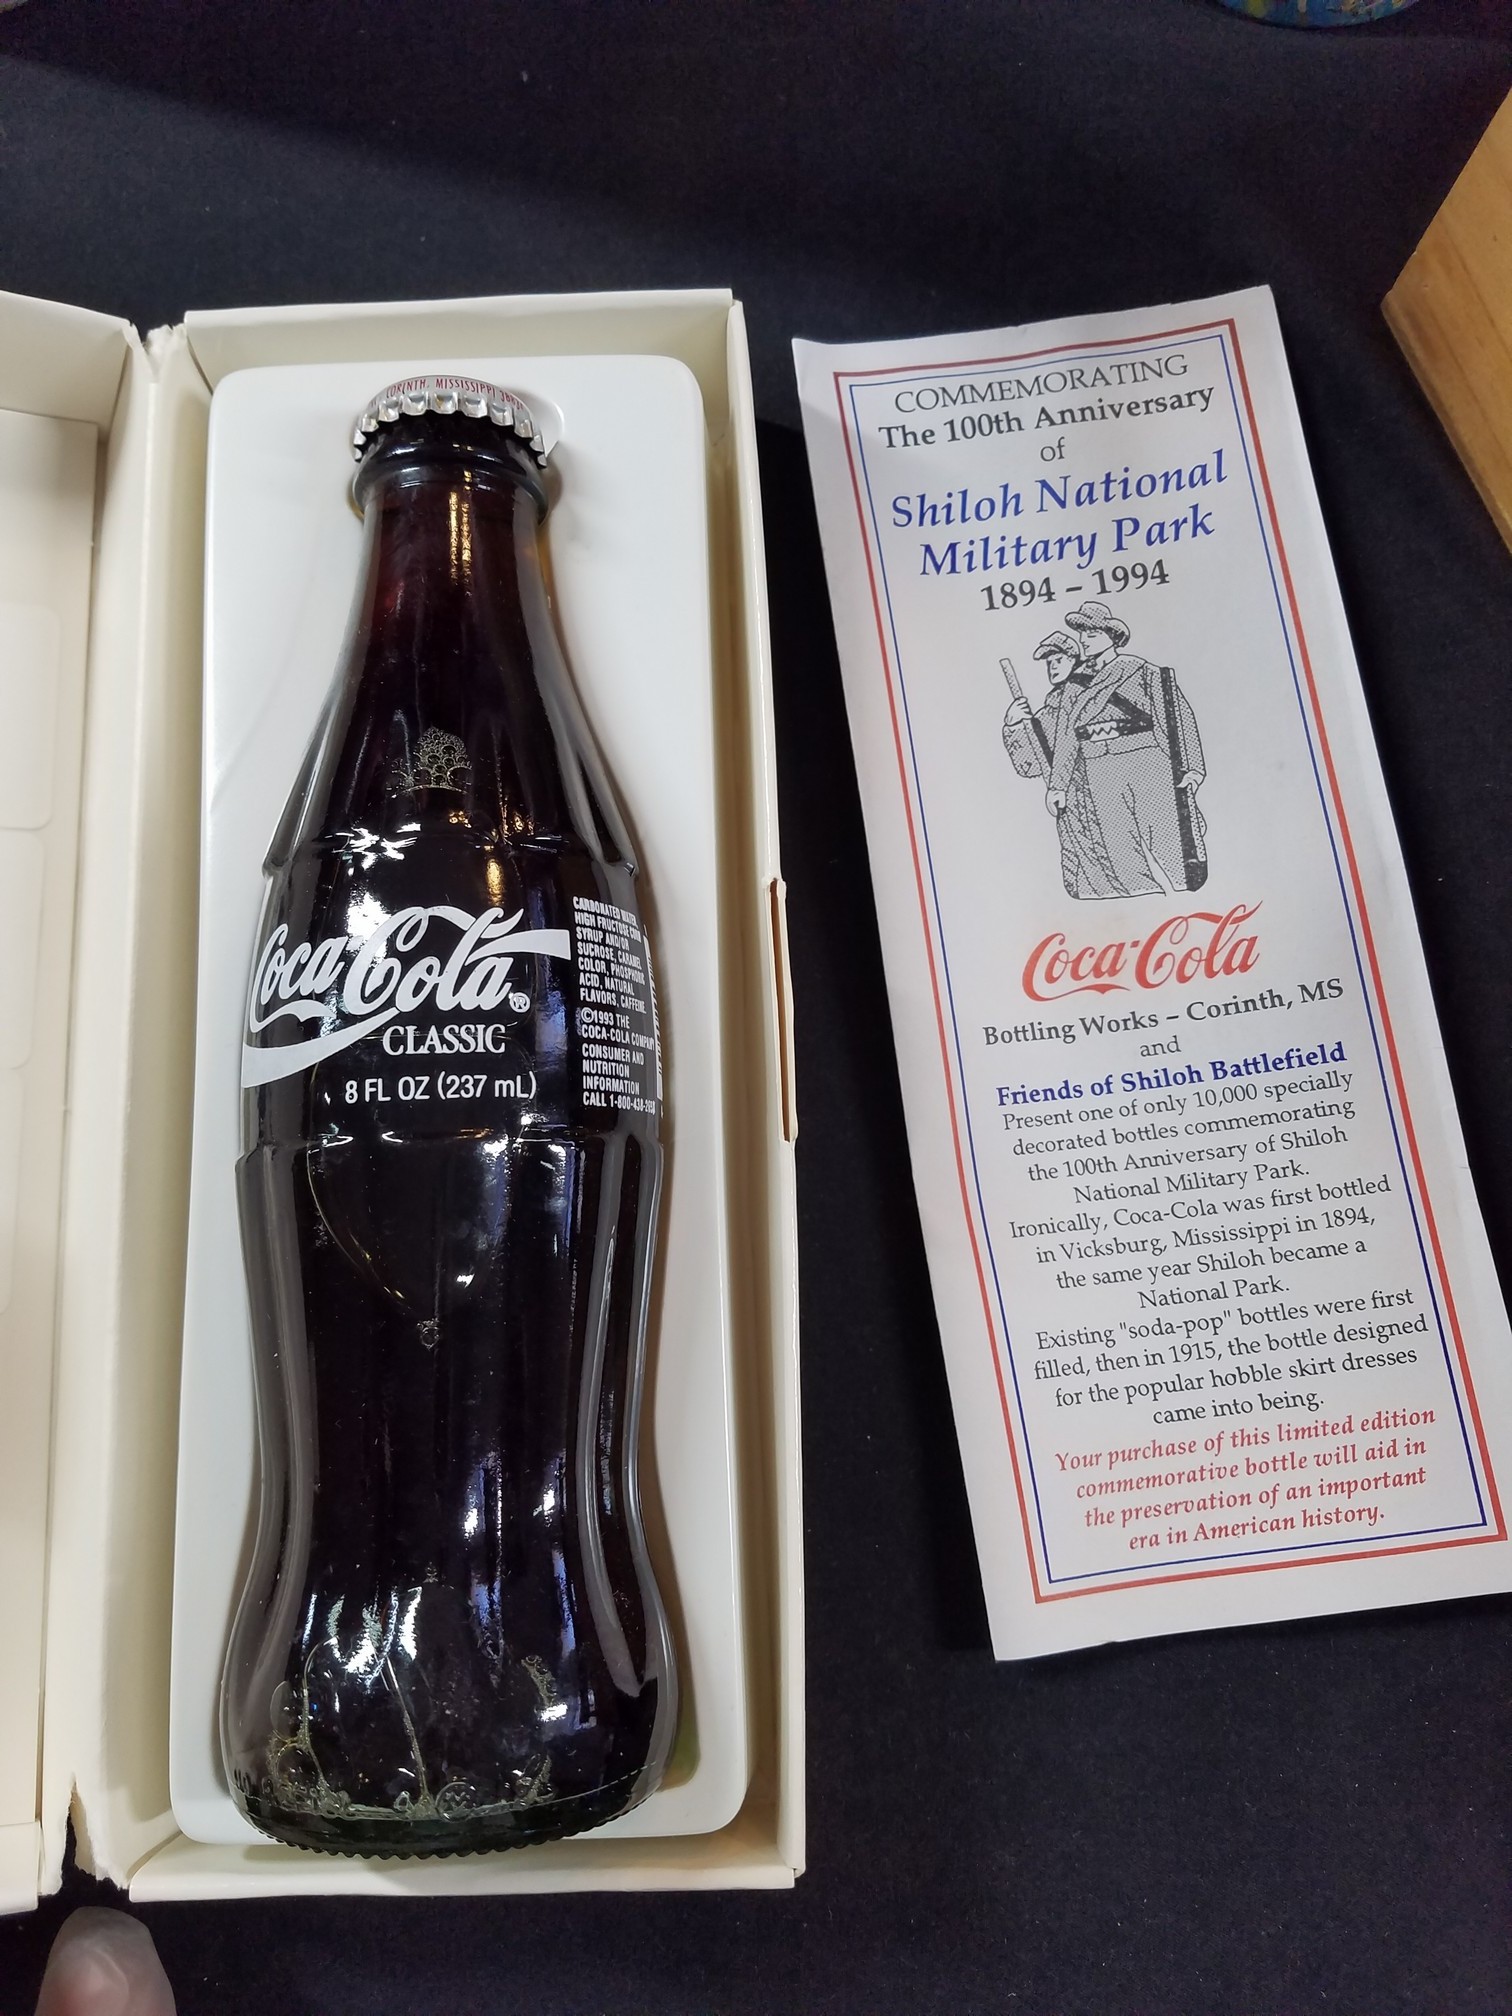 CORINTH, MISSISSIPPI
Coca-Cola®
CLASSIC
8 FL OZ (237 mL)
CARBONATED WATER,
HIGH FRUCTOSE CORN
SYRUP AND/OR
SUCROSE, CARAMEL
COLOR, PHOSPHORIC
ACID, NATURAL
FLAVORS, CAFFEINE.
©1993 THE
COCA-COLA COMPANY
CONSUMER AND
NUTRITION
INFORMATION
CALL
COMMEMORATING
The 100th Anniversary
of
Shiloh National
Military Park
1894 – 1994
Coca-Cola
Bottling Works – Corinth, MS
and
Friends of Shiloh Battlefield
Present one of only 10,000 specially
decorated bottles commemorating
the 100th Anniversary of Shiloh
National Military Park.
Ironically, Coca-Cola was first bottled
in Vicksburg, Mississippi in 1894,
the same year Shiloh became a
National Park.
Existing "soda-pop" bottles were first
filled, then in 1915, the bottle designed
for the popular hobble skirt dresses
came into being.
Your purchase of this limited edition
commemorative bottle will aid in
the preservation of an important
era in American history.